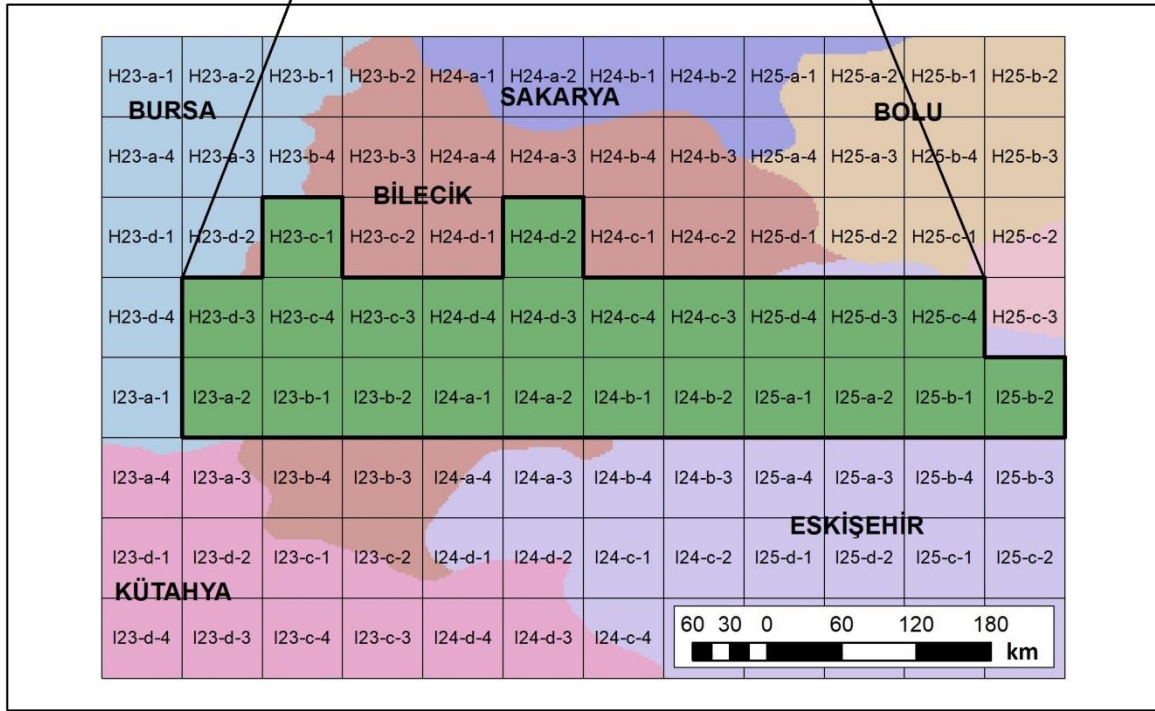 H23-a-1 H23-a-2 H23-b-1 H23-b-2 H24-a-1 H24-a-2 H24-b-1 H24-b-2 H25-a-1 H25-a-2 H25-b-1 H25-b-2
BURSA SAKARYA BOLU
H23-a-4 H23-a-3 H23-b-4 H23-b-3 H24-a-4 H24-a-3 H24-b-4 H24-b-3 H25-a-4 H25-a-3 H25-b-4 H25-b-3
BİLECİK
H23-d-1 H23-d-2 H23-c-1 H23-c-2 H24-d-1 H24-d-2 H24-c-1 H24-c-2 H25-d-1 H25-d-2 H25-c-1 H25-c-2
H23-d-4 H23-d-3 H23-c-4 H23-c-3 H24-d-4 H24-d-3 H24-c-4 H24-c-3 H25-d-4 H25-d-3 H25-c-4 H25-c-3
I23-a-1 I23-a-2 I23-b-1 I23-b-2 I24-a-1 I24-a-2 I24-b-1 I24-b-2 I25-a-1 I25-a-2 I25-b-1 I25-b-2
I23-a-4 I23-a-3 I23-b-4 I23-b-3 I24-a-4 I24-a-3 I24-b-4 I24-b-3 I25-a-4 I25-a-3 I25-b-4 I25-b-3
ESKİŞEHİR
I23-d-1 I23-d-2 I23-c-1 I23-c-2 I24-d-1 I24-d-2 I24-c-1 I24-c-2 I25-d-1 I25-d-2 I25-c-1 I25-c-2
KÜTAHYA
I23-d-4 I23-d-3 I23-c-4 I23-c-3 I24-d-4 I24-d-3 I24-c-4
60 30 0 60 120 180
km